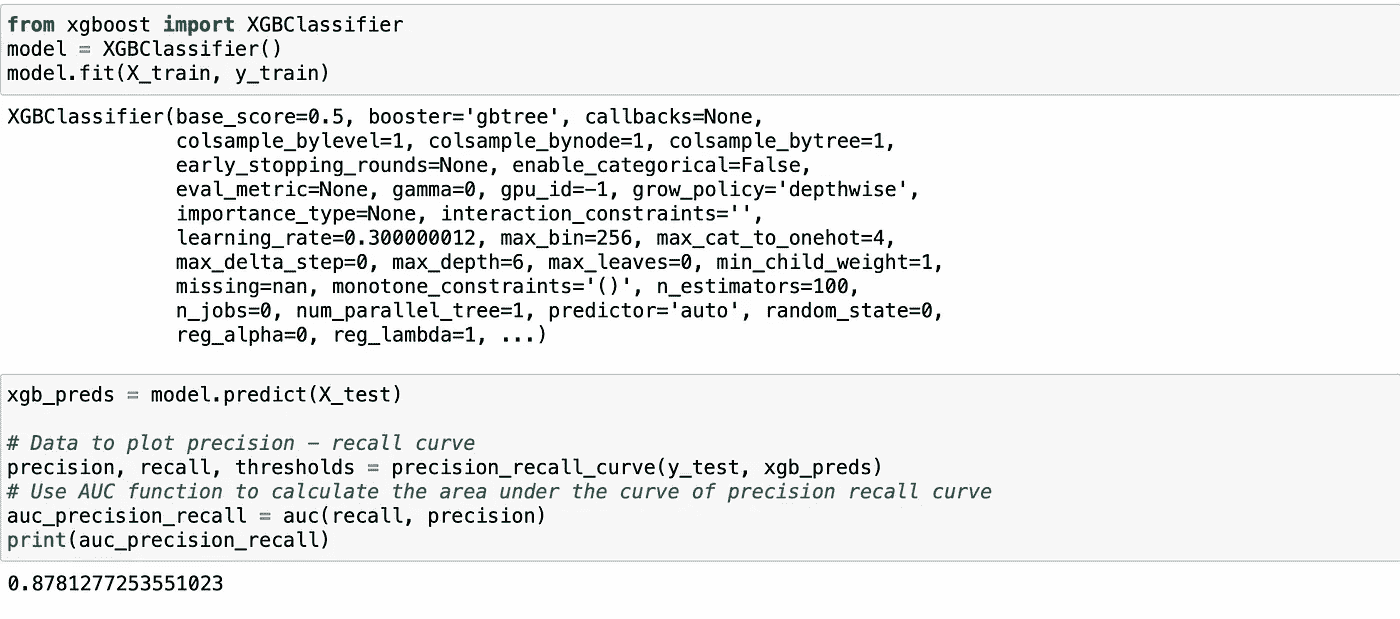 from xgboost import XGBClassifier
model = XGBClassifier()
model.fit(X_train, y_train)
XGBClassifier(base_score=0.5, booster='gbtree', callbacks=None,
colsample_bylevel=1, colsample_bynode=1, colsample_bytree=1,
early_stopping_rounds=None, enable_categorical=False,
eval_metric=None, gamma=0, gpu_id=-1, grow_policy='depthwise',
importance_type=None, interaction_constraints='',
learning_rate=0.300000012, max_bin=256, max_cat_to_onehot=4,
max_delta_step=0, max_depth=6, max_leaves=0, min_child_weight=1,
missing=nan, monotone_constraints='()', n_estimators=100,
n_jobs=0, num_parallel_tree=1, predictor='auto', random_state=0,
reg_alpha=0, reg_lambda=1, ...)
xgb_preds = model.predict(X_test)
# Data to plot precision – recall curve
precision, recall, thresholds = precision_recall_curve(y_test, xgb_preds)
# Use AUC function to calculate the area under the curve of precision recall curve
auc_precision_recall = auc(recall, precision)
print(auc_precision_recall)
0.8781277253551023